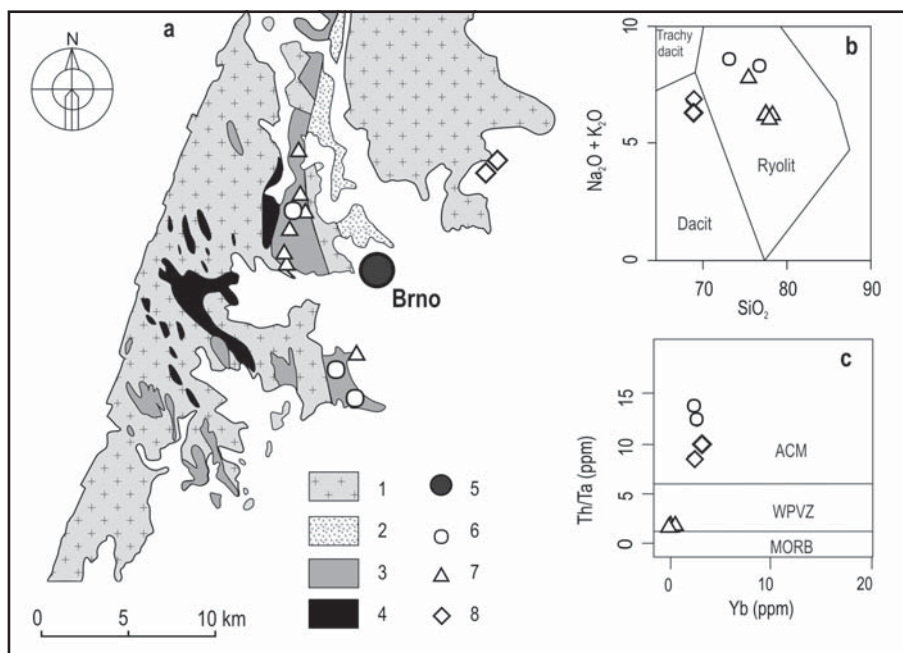 a
N
Brno
1
2
3
4
5
6
7
8
0 10 km
b
Na₂O + K₂O
10
5
0
Trachy
dacit
Dacit
Ryolit
70 80 90
SiO₂
c
Th/Ta (ppm)
15
10
5
0
ACM
WPVZ
MORB
0 10 20
Yb (ppm)